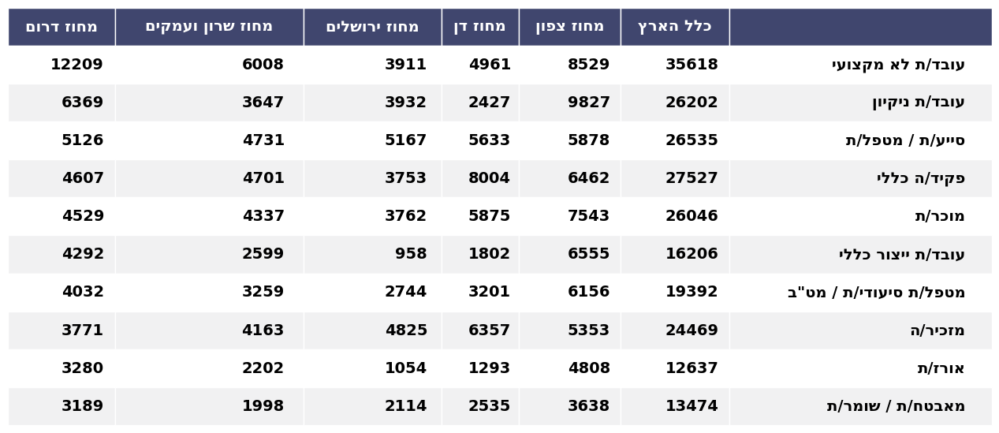 כלל הארץ מחוז צפון מחוז דן מחוז ירושלים מחוז שרון ועמקים מחוז דרום
עובד/ת לא מקצועי 35618 8529 4961 3911 6008 12209
עובד/ת ניקיון 26202 9827 2427 3932 3647 6369
סייע/ת / מטפל/ת 26535 5878 5633 5167 4731 5126
פקיד/ה כללי 27527 6462 8004 3753 4701 4607
מוכר/ת 26046 7543 5875 3762 4337 4529
עובד/ת ייצור כללי 16206 6555 1802 958 2599 4292
מטפל/ת סיעודי/ת / מט"ב 19392 6156 3201 2744 3259 4032
מזכיר/ה 24469 5353 6357 4825 4163 3771
אורז/ת 12637 4808 1293 1054 2202 3280
מאבטח/ת / שומר/ת 13474 3638 2535 2114 1998 3189